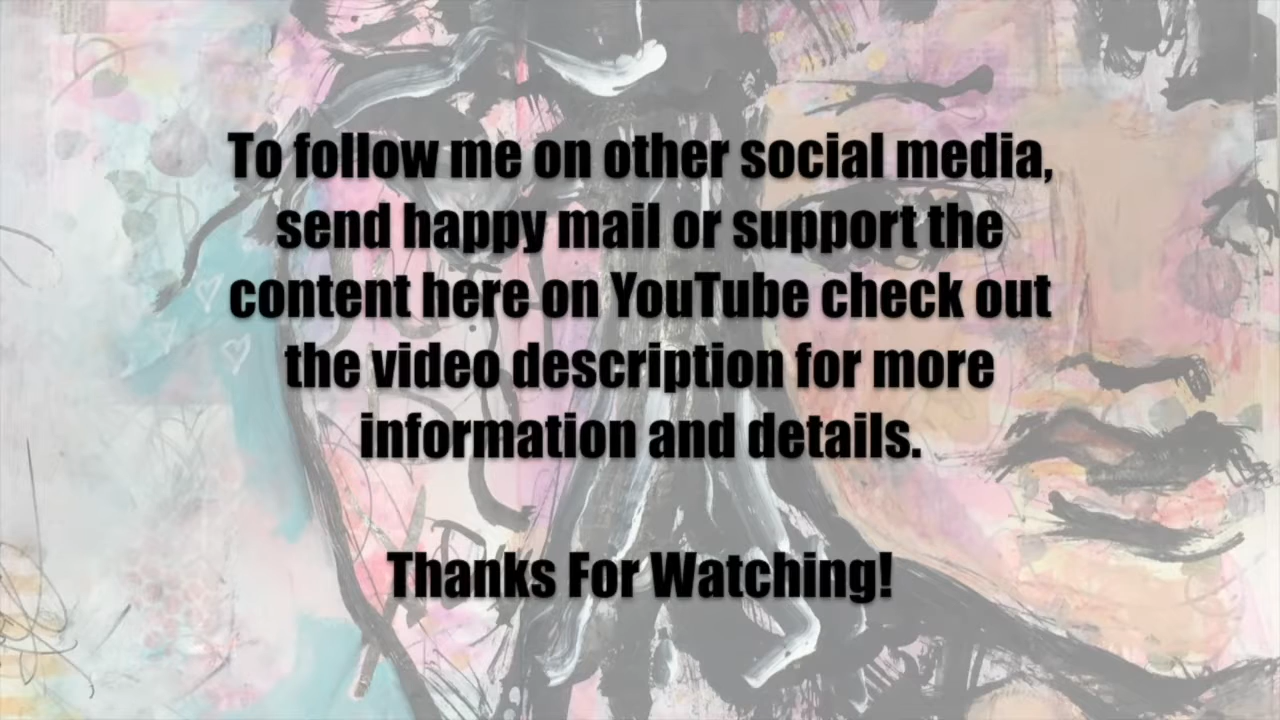 To follow me on other social media,
send happy mail or support the
content here on YouTube check out
the video description for more
information and details.
Thanks For Watching!